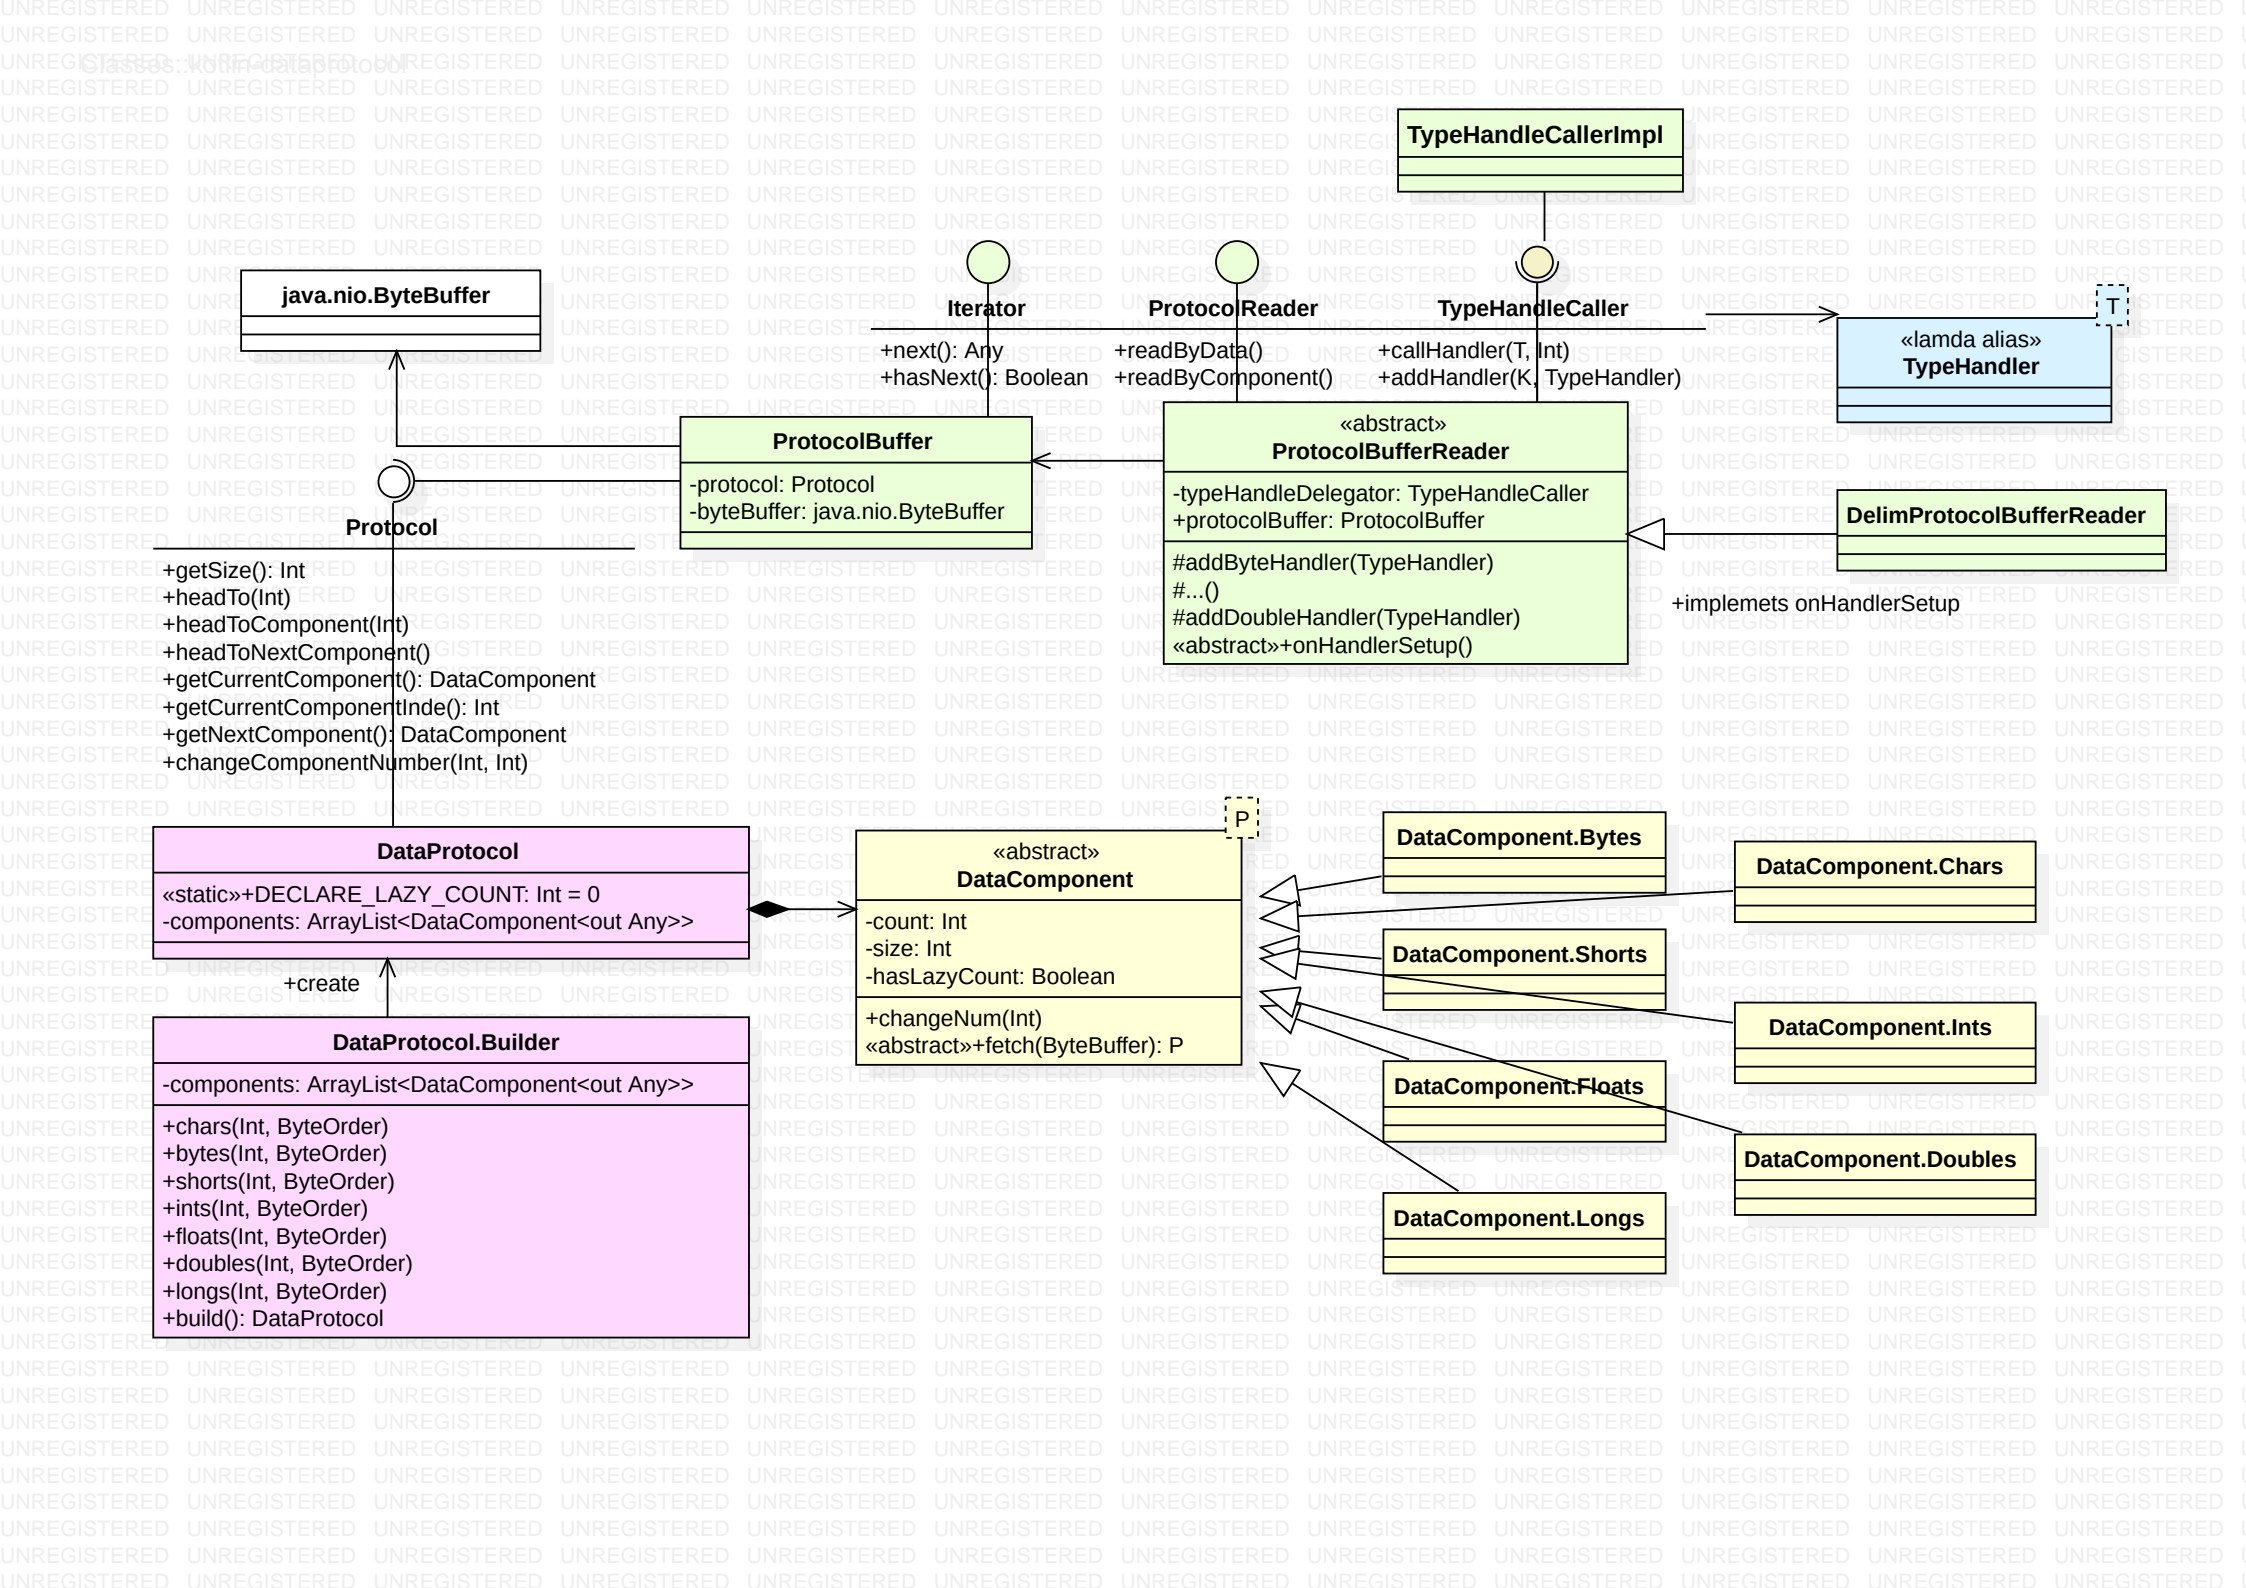 Classes::kotlin-dataprotocol
UNREGISTERED
TypeHandleCallerImpl
java.nio.ByteBuffer
Iterator
+next(): Any
+hasNext(): Boolean
ProtocolReader
+readByData()
+readByComponent()
TypeHandleCaller
+callHandler(T, Int)
+addHandler(K, TypeHandler)
T
«lamda alias»
TypeHandler
ProtocolBuffer
-protocol: Protocol
-byteBuffer: java.nio.ByteBuffer
«abstract»
ProtocolBufferReader
-typeHandleDelegator: TypeHandleCaller
+protocolBuffer: ProtocolBuffer
#addByteHandler(TypeHandler)
#...()
#addDoubleHandler(TypeHandler)
«abstract»+onHandlerSetup()
DelimProtocolBufferReader
+implemets onHandlerSetup
Protocol
+getSize(): Int
+headTo(Int)
+headToComponent(Int)
+headToNextComponent()
+getCurrentComponent(): DataComponent
+getCurrentComponentInde(): Int
+getNextComponent(): DataComponent
+changeComponentNumber(Int, Int)
DataProtocol
«static»+DECLARE_LAZY_COUNT: Int = 0
-components: ArrayList<DataComponent<out Any>>
+create
DataProtocol.Builder
-components: ArrayList<DataComponent<out Any>>
+chars(Int, ByteOrder)
+bytes(Int, ByteOrder)
+shorts(Int, ByteOrder)
+ints(Int, ByteOrder)
+floats(Int, ByteOrder)
+doubles(Int, ByteOrder)
+longs(Int, ByteOrder)
+build(): DataProtocol
P
«abstract»
DataComponent
-count: Int
-size: Int
-hasLazyCount: Boolean
+changeNum(Int)
«abstract»+fetch(ByteBuffer): P
DataComponent.Bytes
DataComponent.Chars
DataComponent.Shorts
DataComponent.Ints
DataComponent.Floats
DataComponent.Doubles
DataComponent.Longs